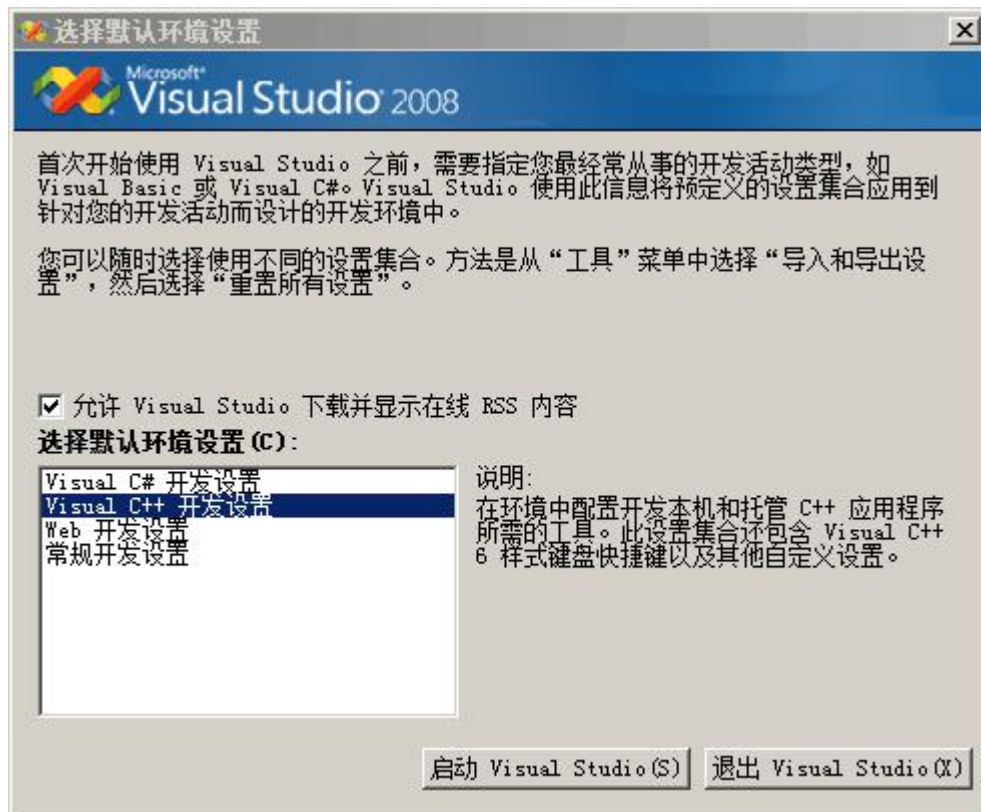 选择默认环境设置
Microsoft
Visual Studio 2008
首次开始使用 Visual Studio 之前，需要指定您最经常从事的开发活动类型，如
Visual Basic 或 Visual C#。Visual Studio 使用此信息将预定义的设置集合应用到
针对您的开发活动而设计的开发环境中。
您可以随时选择使用不同的设置集合。方法是从“工具”菜单中选择“导入和导出设
置”，然后选择“重置所有设置”。
允许 Visual Studio 下载并显示在线 RSS 内容
选择默认环境设置(C):
Visual C# 开发设置
Visual C++ 开发设置
Web 开发设置
常规开发设置
说明:
在环境中配置开发本机和托管 C++ 应用程序
所需的工具。此设置集合还包含 Visual C++
6 样式键盘快捷键以及其他自定义设置。
启动 Visual Studio(S)
退出 Visual Studio(X)